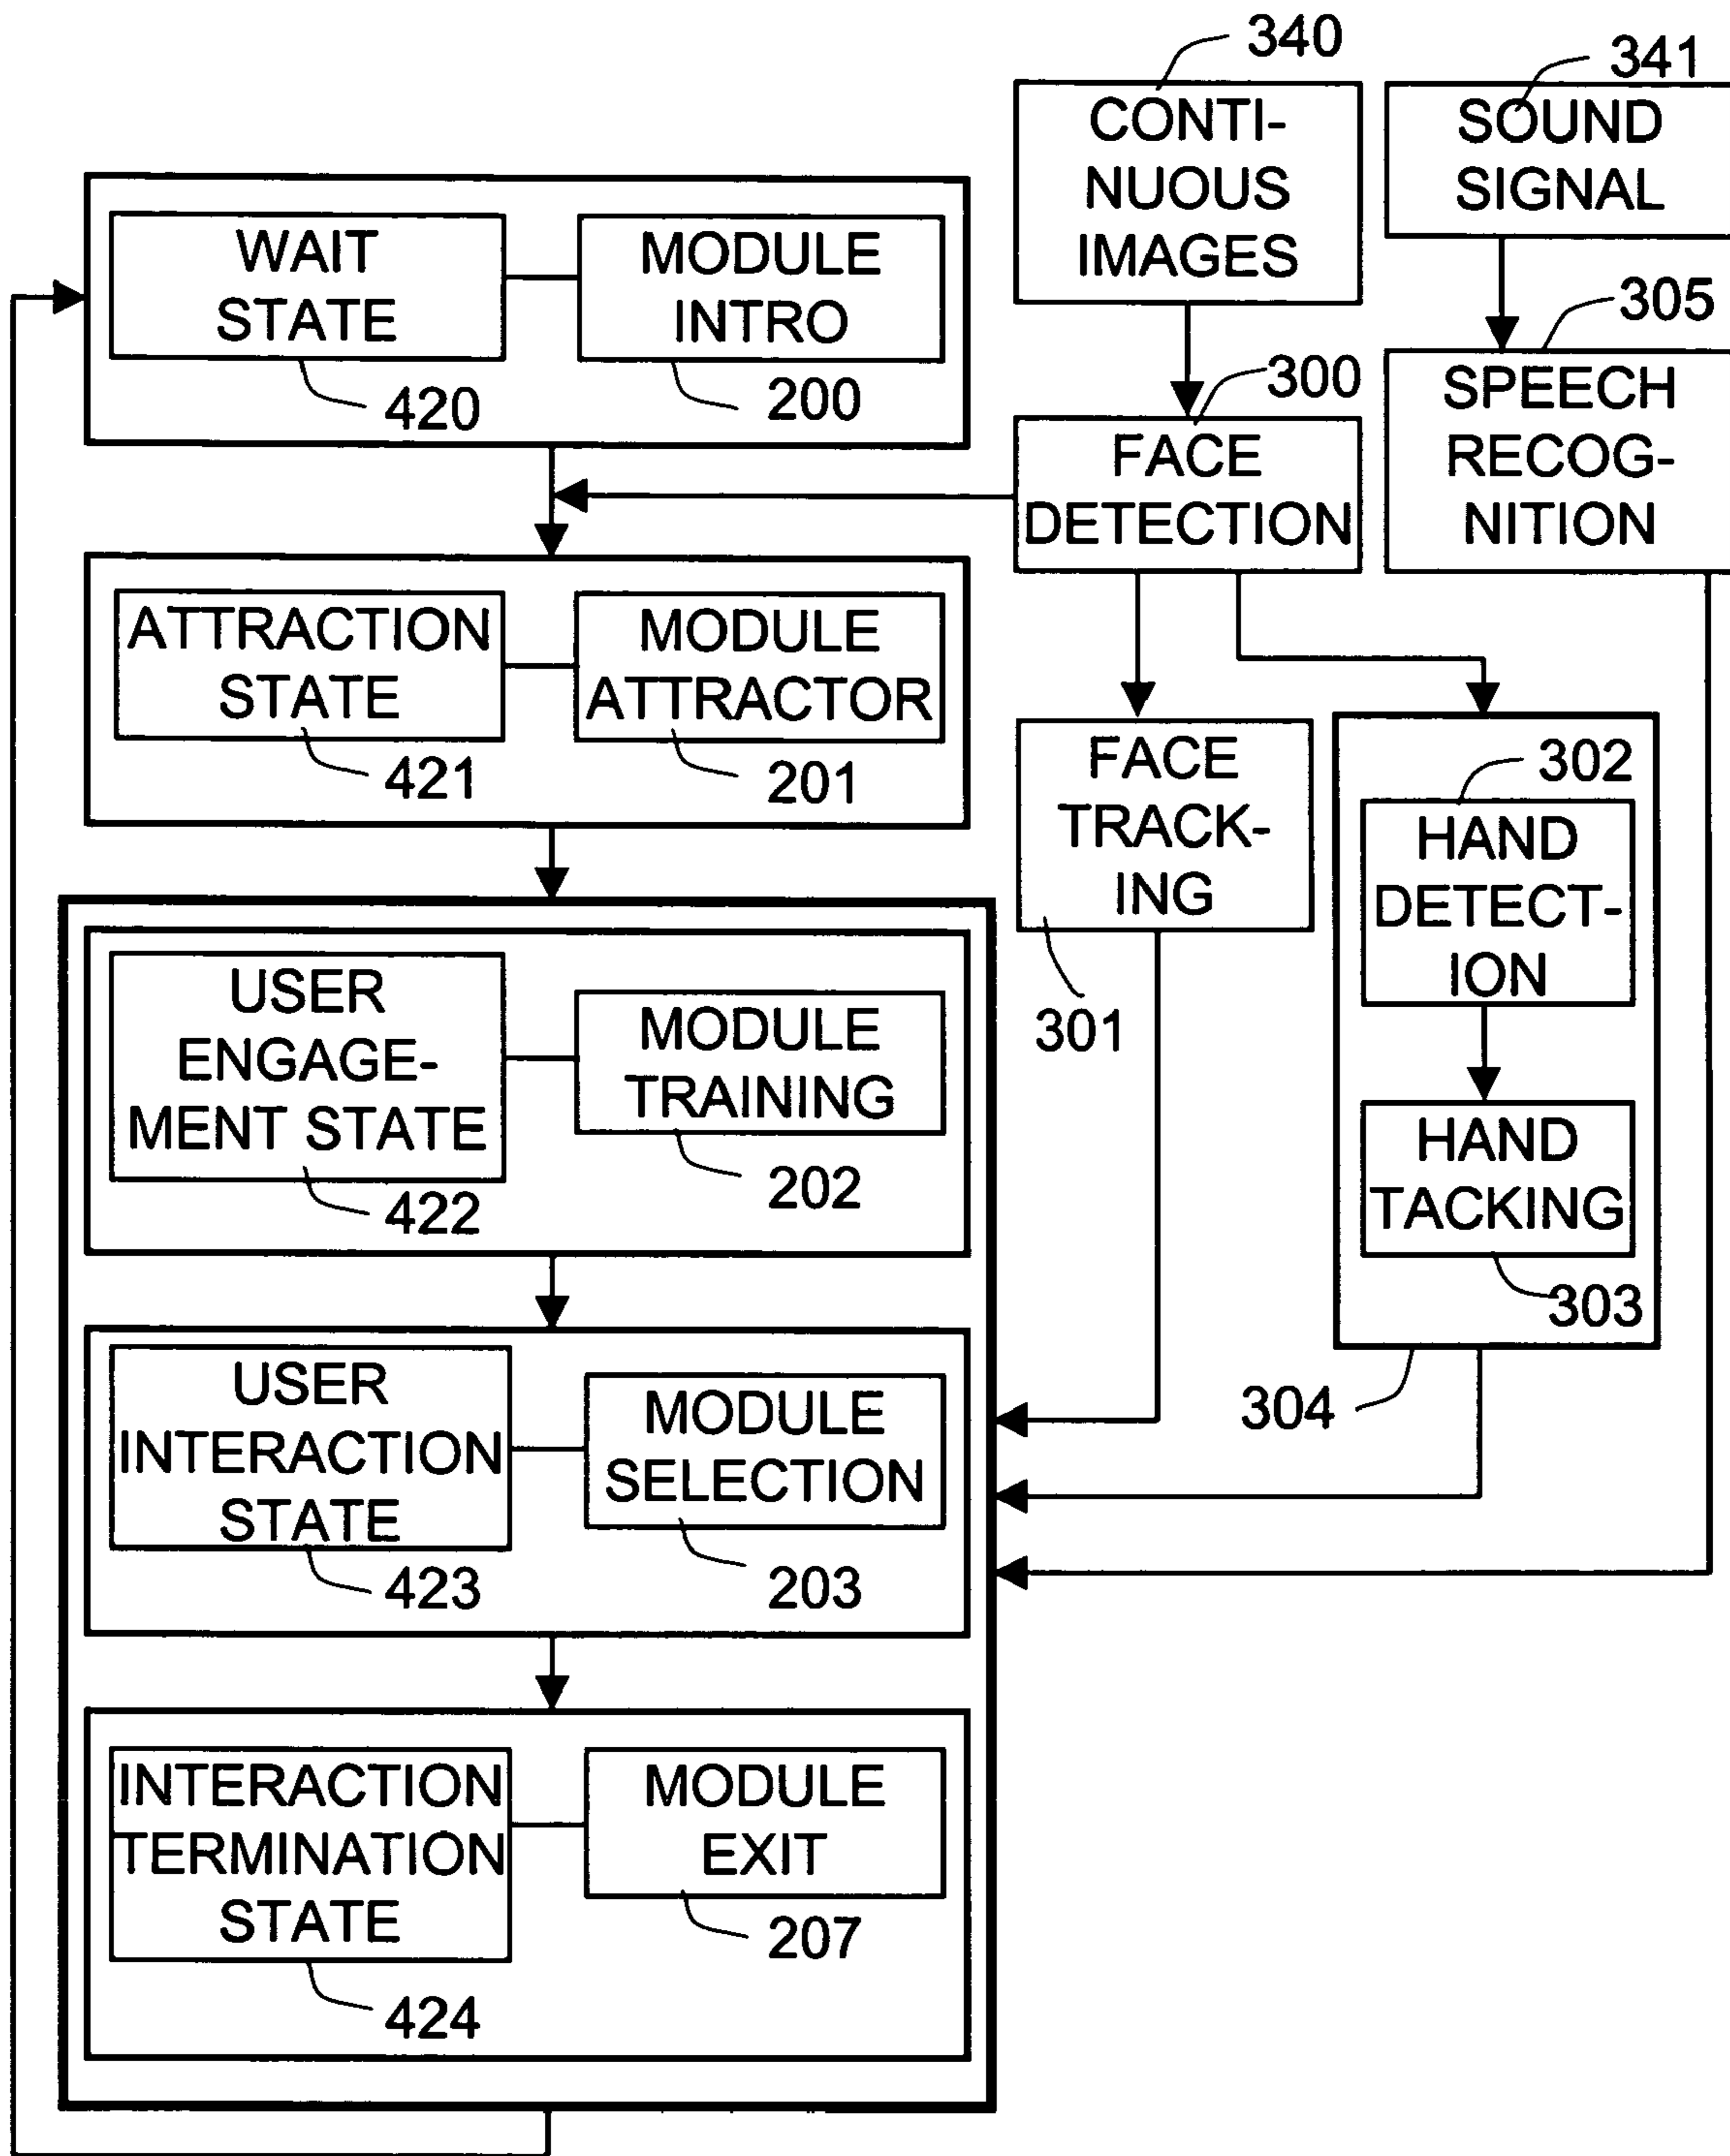 340
341
CONTI-
NUOUS
IMAGES
SOUND
SIGNAL
WAIT
STATE
MODULE
INTRO
420
200
305
300
SPEECH
RECOG-
NITION
FACE
DETECTION
ATTRACTION
STATE
MODULE
ATTRACTOR
421
201
FACE
TRACK-
ING
301
302
HAND
DETECT-
ION
HAND
TACKING
303
304
USER
ENGAGE-
MENT STATE
MODULE
TRAINING
422
202
USER
INTERACTION
STATE
MODULE
SELECTION
423
203
INTERACTION
TERMINATION
STATE
MODULE
EXIT
207
424